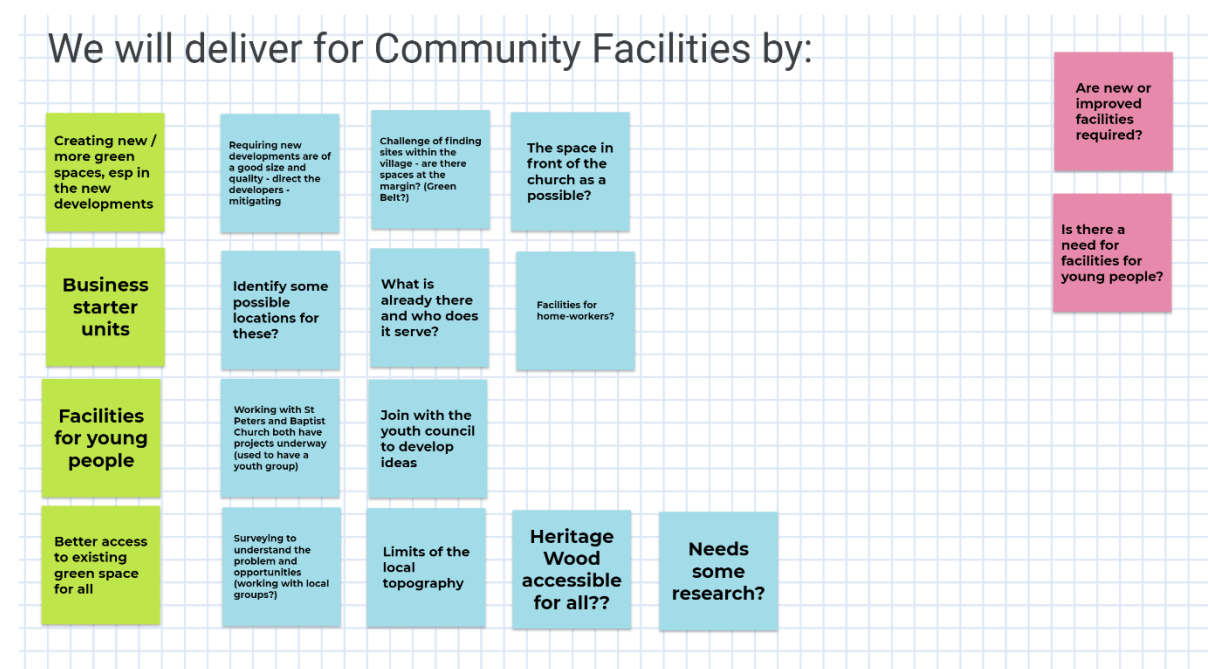 We will deliver for Community Facilities by:
Creating new /
more green
spaces, esp in
the new
developments
Requiring new
developments are of
a good size and
quality - direct the
developers -
mitigating
Challenge of finding
sites within the
village - are there
spaces at the
margin? (Green
Belt?)
The space in
front of the
church as a
possible?
Are new or
improved
facilities
required?
Is there a
need for
facilities for
young people?
Business
starter
units
Identify some
possible
locations for
these?
What is
already there
and who does
it serve?
Facilities for
home-workers?
Facilities
for young
people
Working with St
Peters and Baptist
Church both have
projects underway
(used to have a
youth group)
Join with the
youth council
to develop
ideas
Better access
to existing
green space
for all
Surveying to
understand the
problem and
opportunities
(working with local
groups?)
Limits of the
local
topography
Heritage
Wood
accessible
for all??
Needs
some
research?